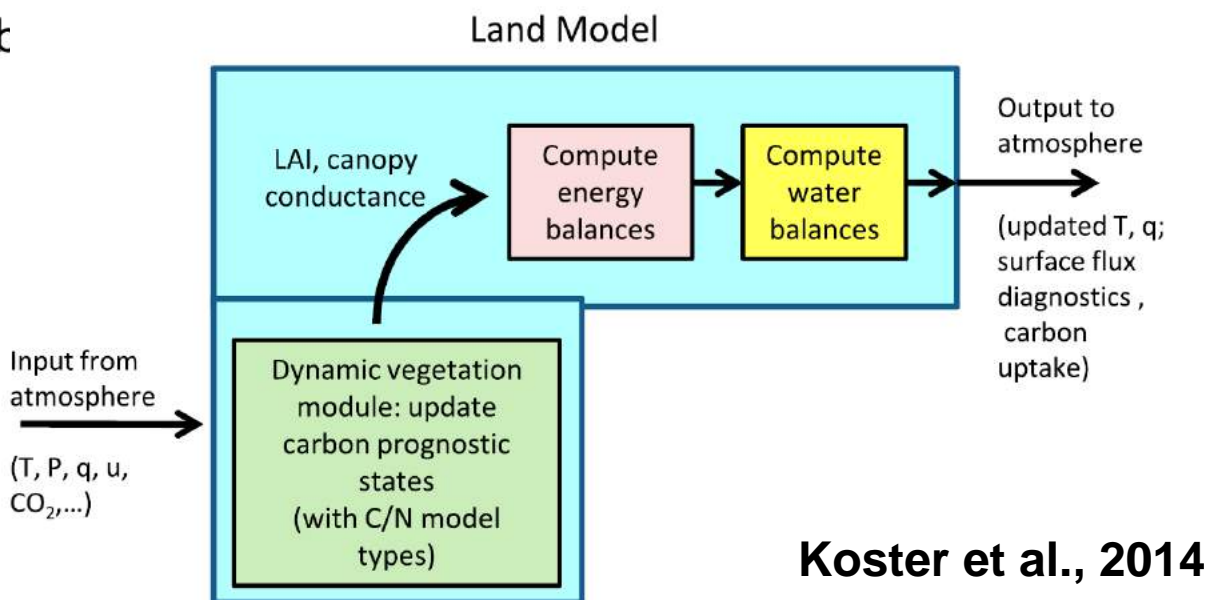 Land Model
LAI, canopy
conductance
Compute
energy
balances
Compute
water
balances
Output to
atmosphere
(updated T, q;
surface flux
diagnostics ,
carbon
uptake)
Input from
atmosphere
(T, P, q, u,
CO₂,...)
Dynamic vegetation
module: update
carbon prognostic
states
(with C/N model
types)
Koster et al., 2014